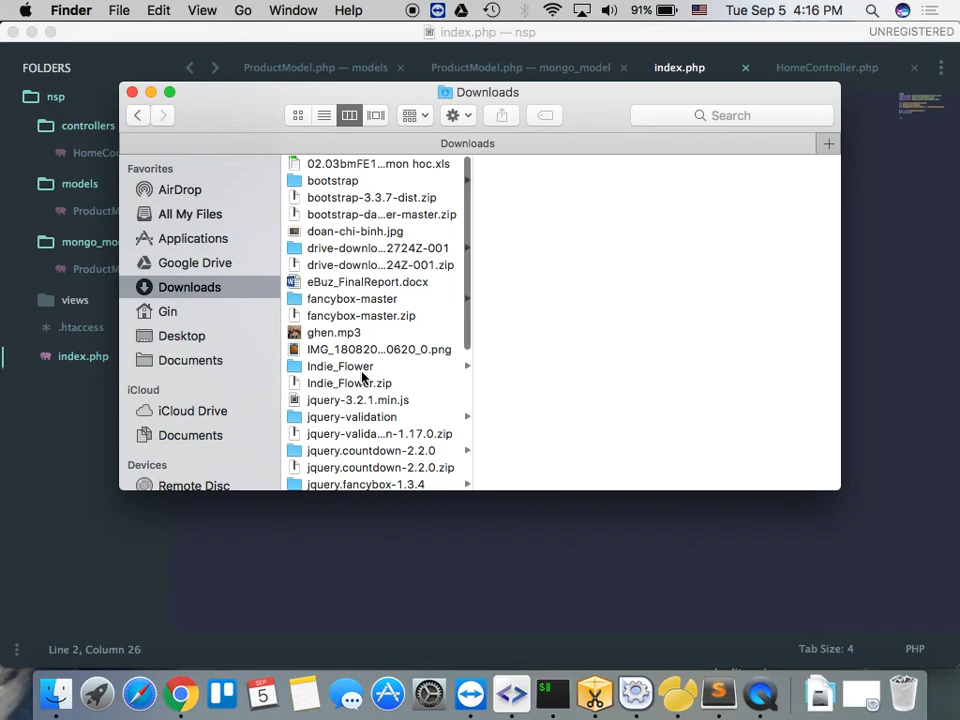 Finder File Edit View Go Window Help 91% Tue Sep 5 4:16 PM
index.php — nsp UNREGISTERED
FOLDERS ProductModel.php — models ProductModel.php — mongo_model index.php HomeController.php
nsp
controllers
HomeCo
models
ProductM
mongo_mo
ProductM
views
.htaccess
index.php
Downloads
Search
Downloads
Favorites
AirDrop
All My Files
Applications
Google Drive
Downloads
Gin
Desktop
Documents
iCloud
iCloud Drive
Documents
Devices
Remote Disc
02.03bmFE1...mon hoc.xls
bootstrap
bootstrap-3.3.7-dist.zip
bootstrap-da...er-master.zip
doan-chi-binh.jpg
drive-downlo...2724Z-001
drive-downlo...24Z-001.zip
eBuz_FinalReport.docx
fancybox-master
fancybox-master.zip
ghen.mp3
IMG_180820...0620_0.png
Indie_Flower
Indie_Flower.zip
jquery-3.2.1.min.js
jquery-validation
jquery-valida...n-1.17.0.zip
jquery.countdown-2.2.0
jquery.countdown-2.2.0.zip
jquery.fancybox-1.3.4
Line 2, Column 26 Tab Size: 4 PHP
SEP
5